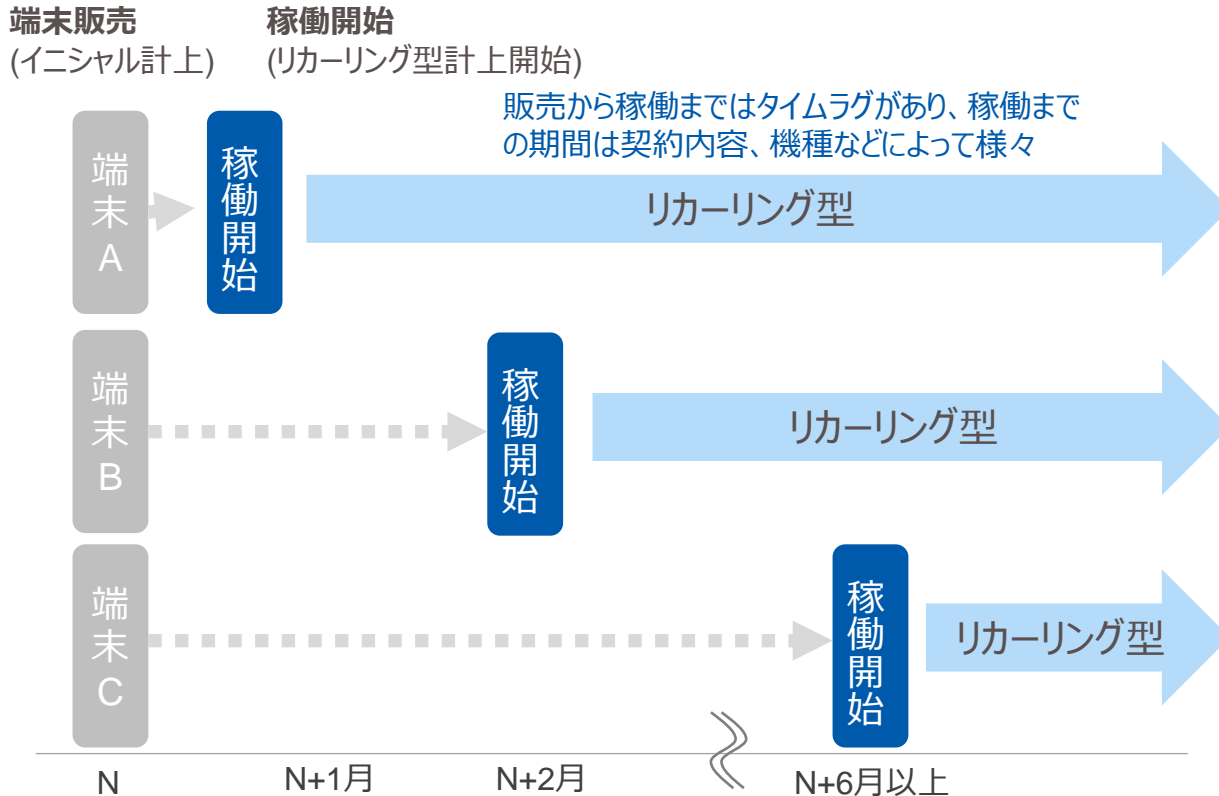 端末販売
(イニシャル計上)
稼働開始
(リカーリング型計上開始)
販売から稼働まではタイムラグがあり、稼働まで
の期間は契約内容、機種などによって様々
端末A
稼働開始
リカーリング型
端末B
稼働開始
リカーリング型
端末C
稼働開始
リカーリング型
N
N+1月
N+2月
N+6月以上